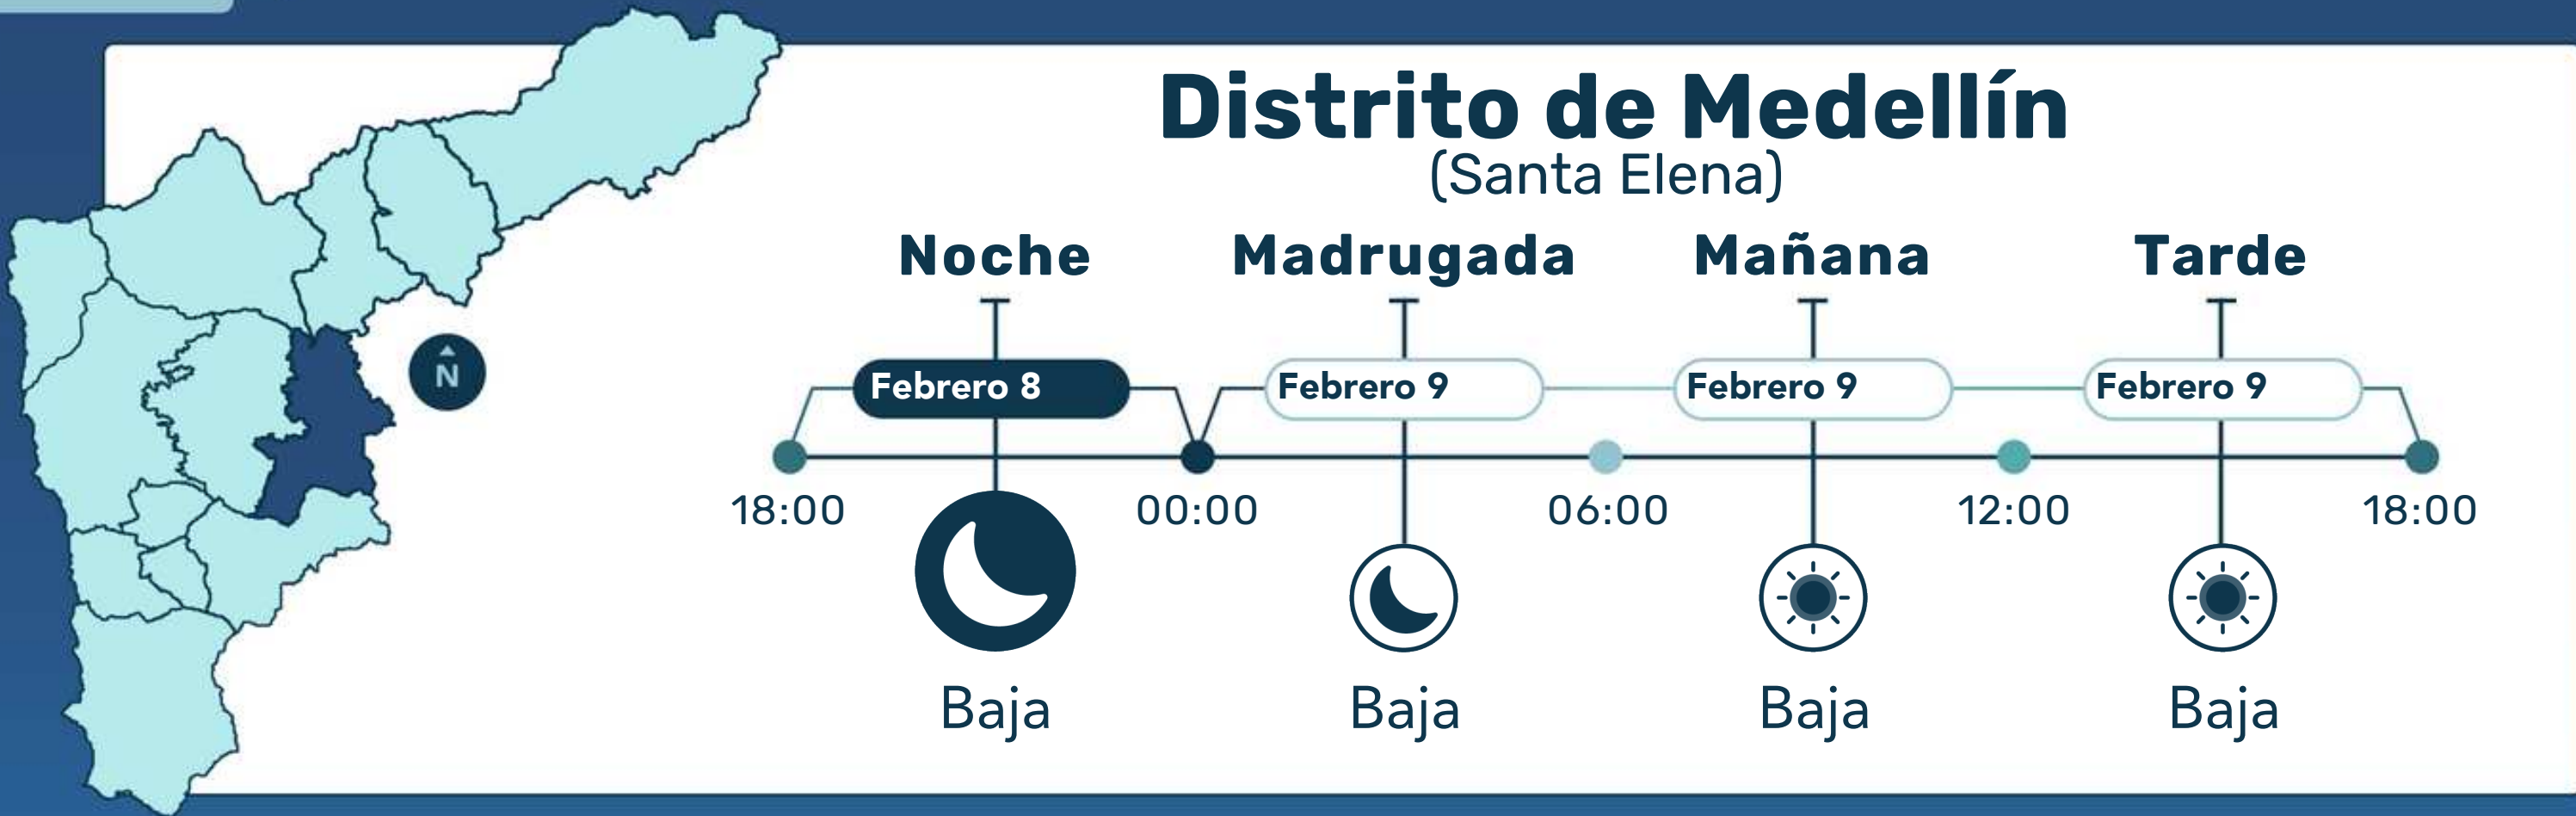 Distrito de Medellín
(Santa Elena)
Noche Madrugada Mañana Tarde
Febrero 8 Febrero 9 Febrero 9 Febrero 9
N
18:00 00:00 06:00 12:00 18:00
Baja Baja Baja Baja